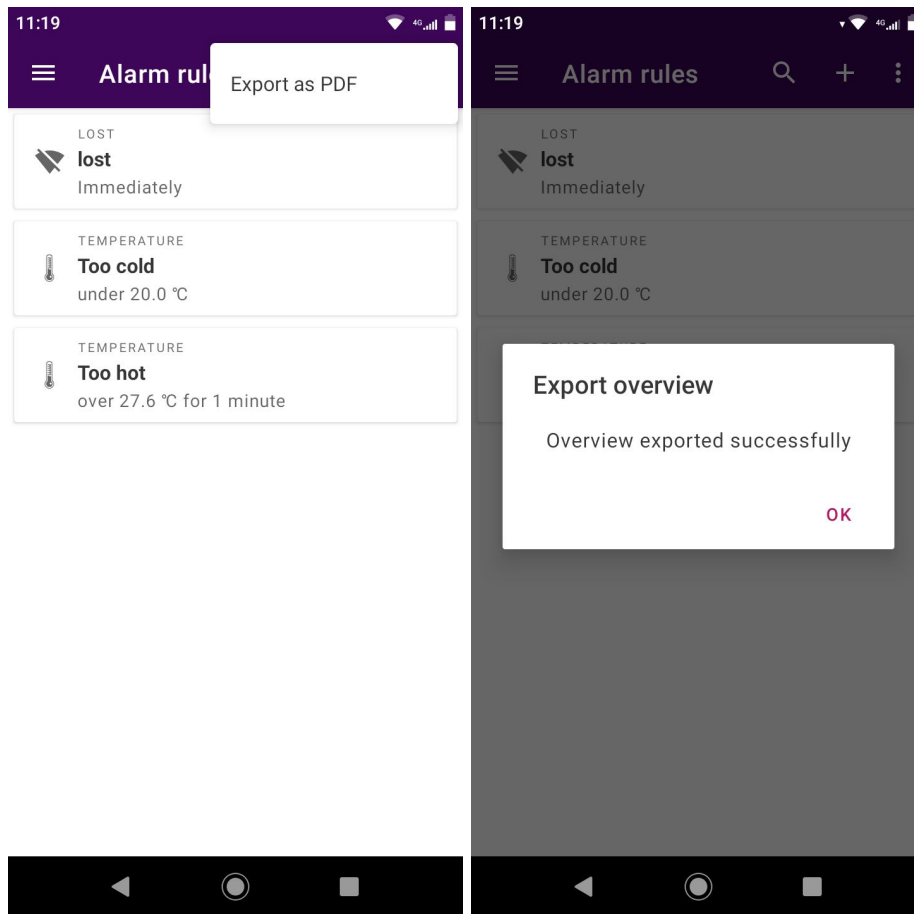 11:19
4G
Alarm rul
Export as PDF
LOST
lost
Immediately
TEMPERATURE
Too cold
under 20.0 °C
TEMPERATURE
Too hot
over 27.6 °C for 1 minute
11:19
4G
Alarm rules
LOST
lost
Immediately
TEMPERATURE
Too cold
under 20.0 °C
Export overview
Overview exported successfully
OK